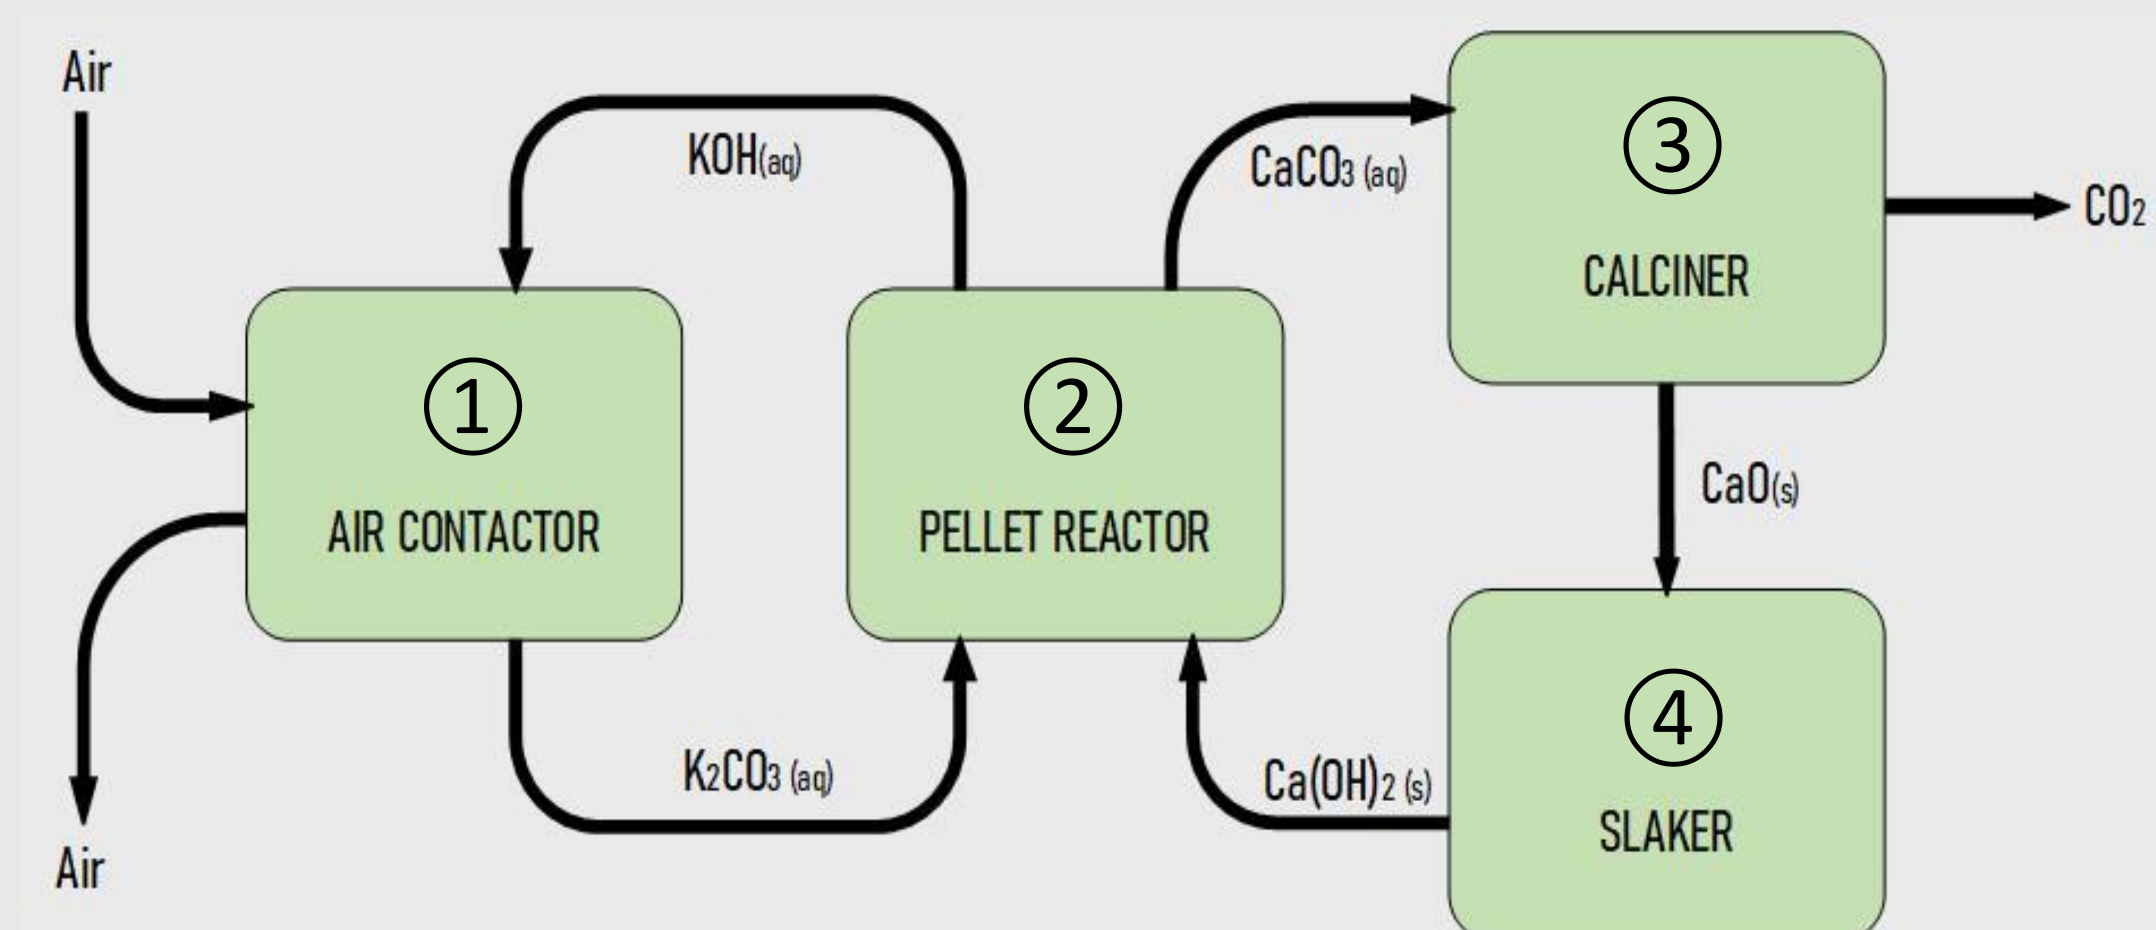 Air
KOH(aq)
CaCO3 (aq)
③
CALCINER
CO2
①
AIR CONTACTOR
②
PELLET REACTOR
CaO(s)
K2CO3 (aq)
Ca(OH)2 (s)
④
SLAKER
Air